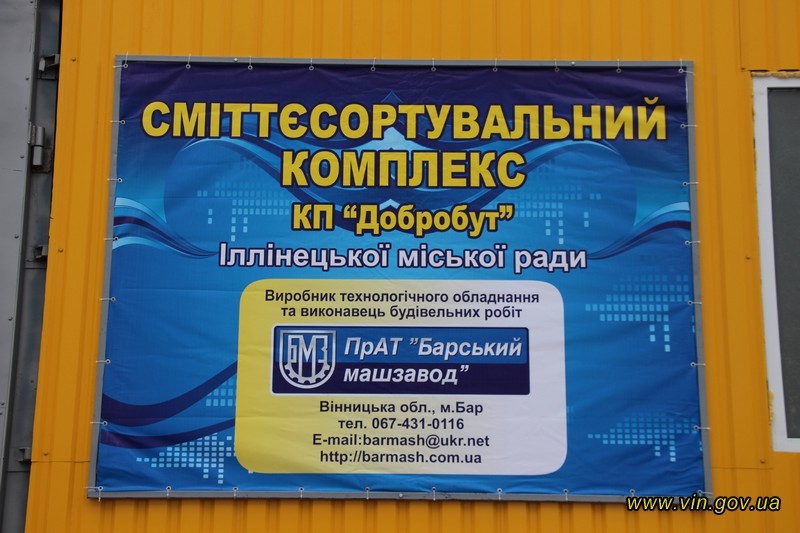 СМІТТЄСОРТУВАЛЬНИЙ
КОМПЛЕКС
КП “Добробут”
Іллінецької міської ради
Виробник технологічного обладнання
та виконавець будівельних робіт
БМЗ
ПрАТ ”Барський
машзавод”
Вінницька обл., м.Бар
тел. 067-431-0116
E-mail:barmash@ukr.net
http://barmash.com.ua
www.vin.gov.ua